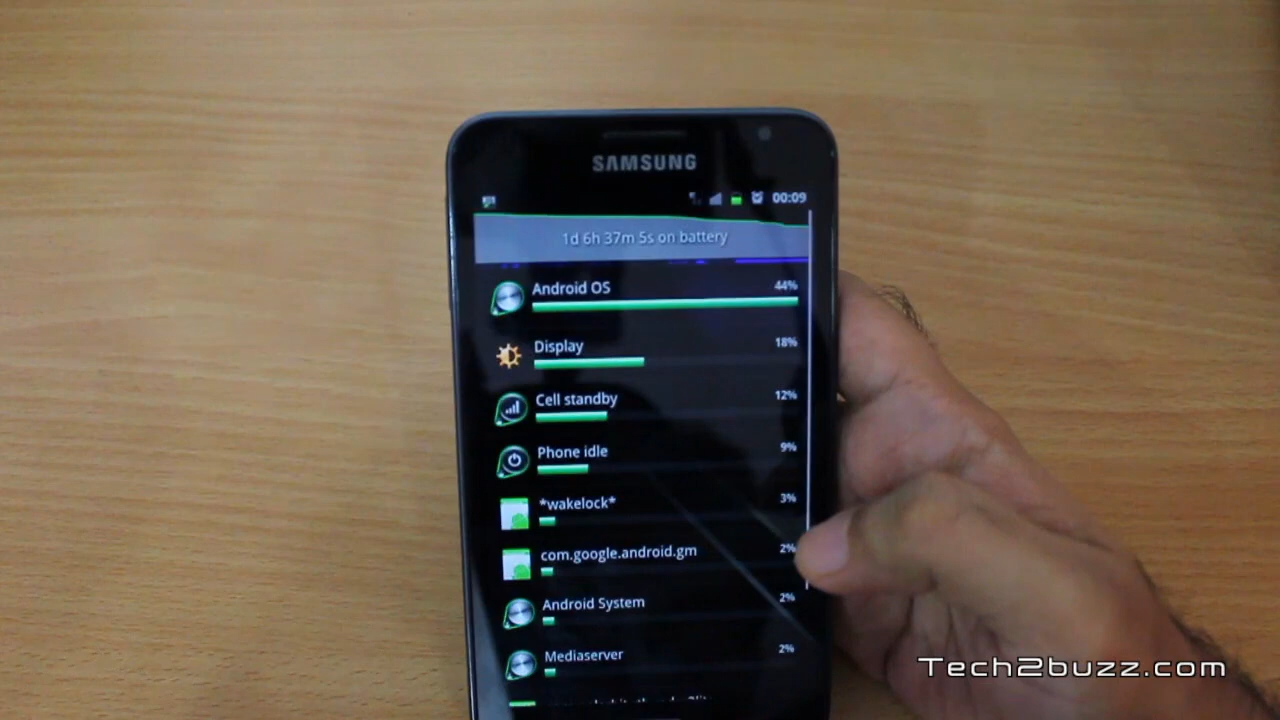 SAMSUNG
00:09
1d 6h 37m 5s on battery
Android OS 44%
Display 18%
Cell standby 12%
Phone idle 9%
*wakelock* 3%
com.google.android.gm 2%
Android System 2%
Mediaserver 2%
Tech2buzz.com